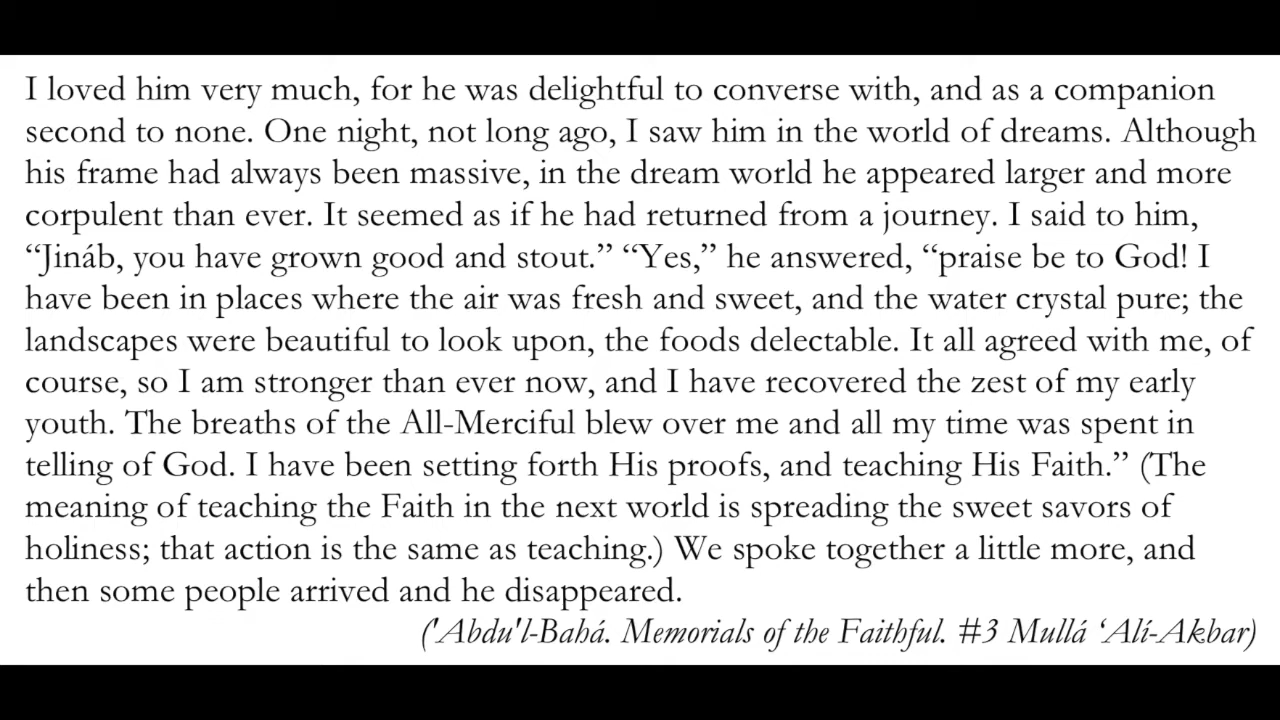 I loved him very much, for he was delightful to converse with, and as a companion
second to none. One night, not long ago, I saw him in the world of dreams. Although
his frame had always been massive, in the dream world he appeared larger and more
corpulent than ever. It seemed as if he had returned from a journey. I said to him,
“Jináb, you have grown good and stout.” “Yes,” he answered, “praise be to God! I
have been in places where the air was fresh and sweet, and the water crystal pure; the
landscapes were beautiful to look upon, the foods delectable. It all agreed with me, of
course, so I am stronger than ever now, and I have recovered the zest of my early
youth. The breaths of the All-Merciful blew over me and all my time was spent in
telling of God. I have been setting forth His proofs, and teaching His Faith.” (The
meaning of teaching the Faith in the next world is spreading the sweet savors of
holiness; that action is the same as teaching.) We spoke together a little more, and
then some people arrived and he disappeared.
('Abdu'l-Bahá. Memorials of the Faithful. #3 Mullá ‘Alí-Akbar)